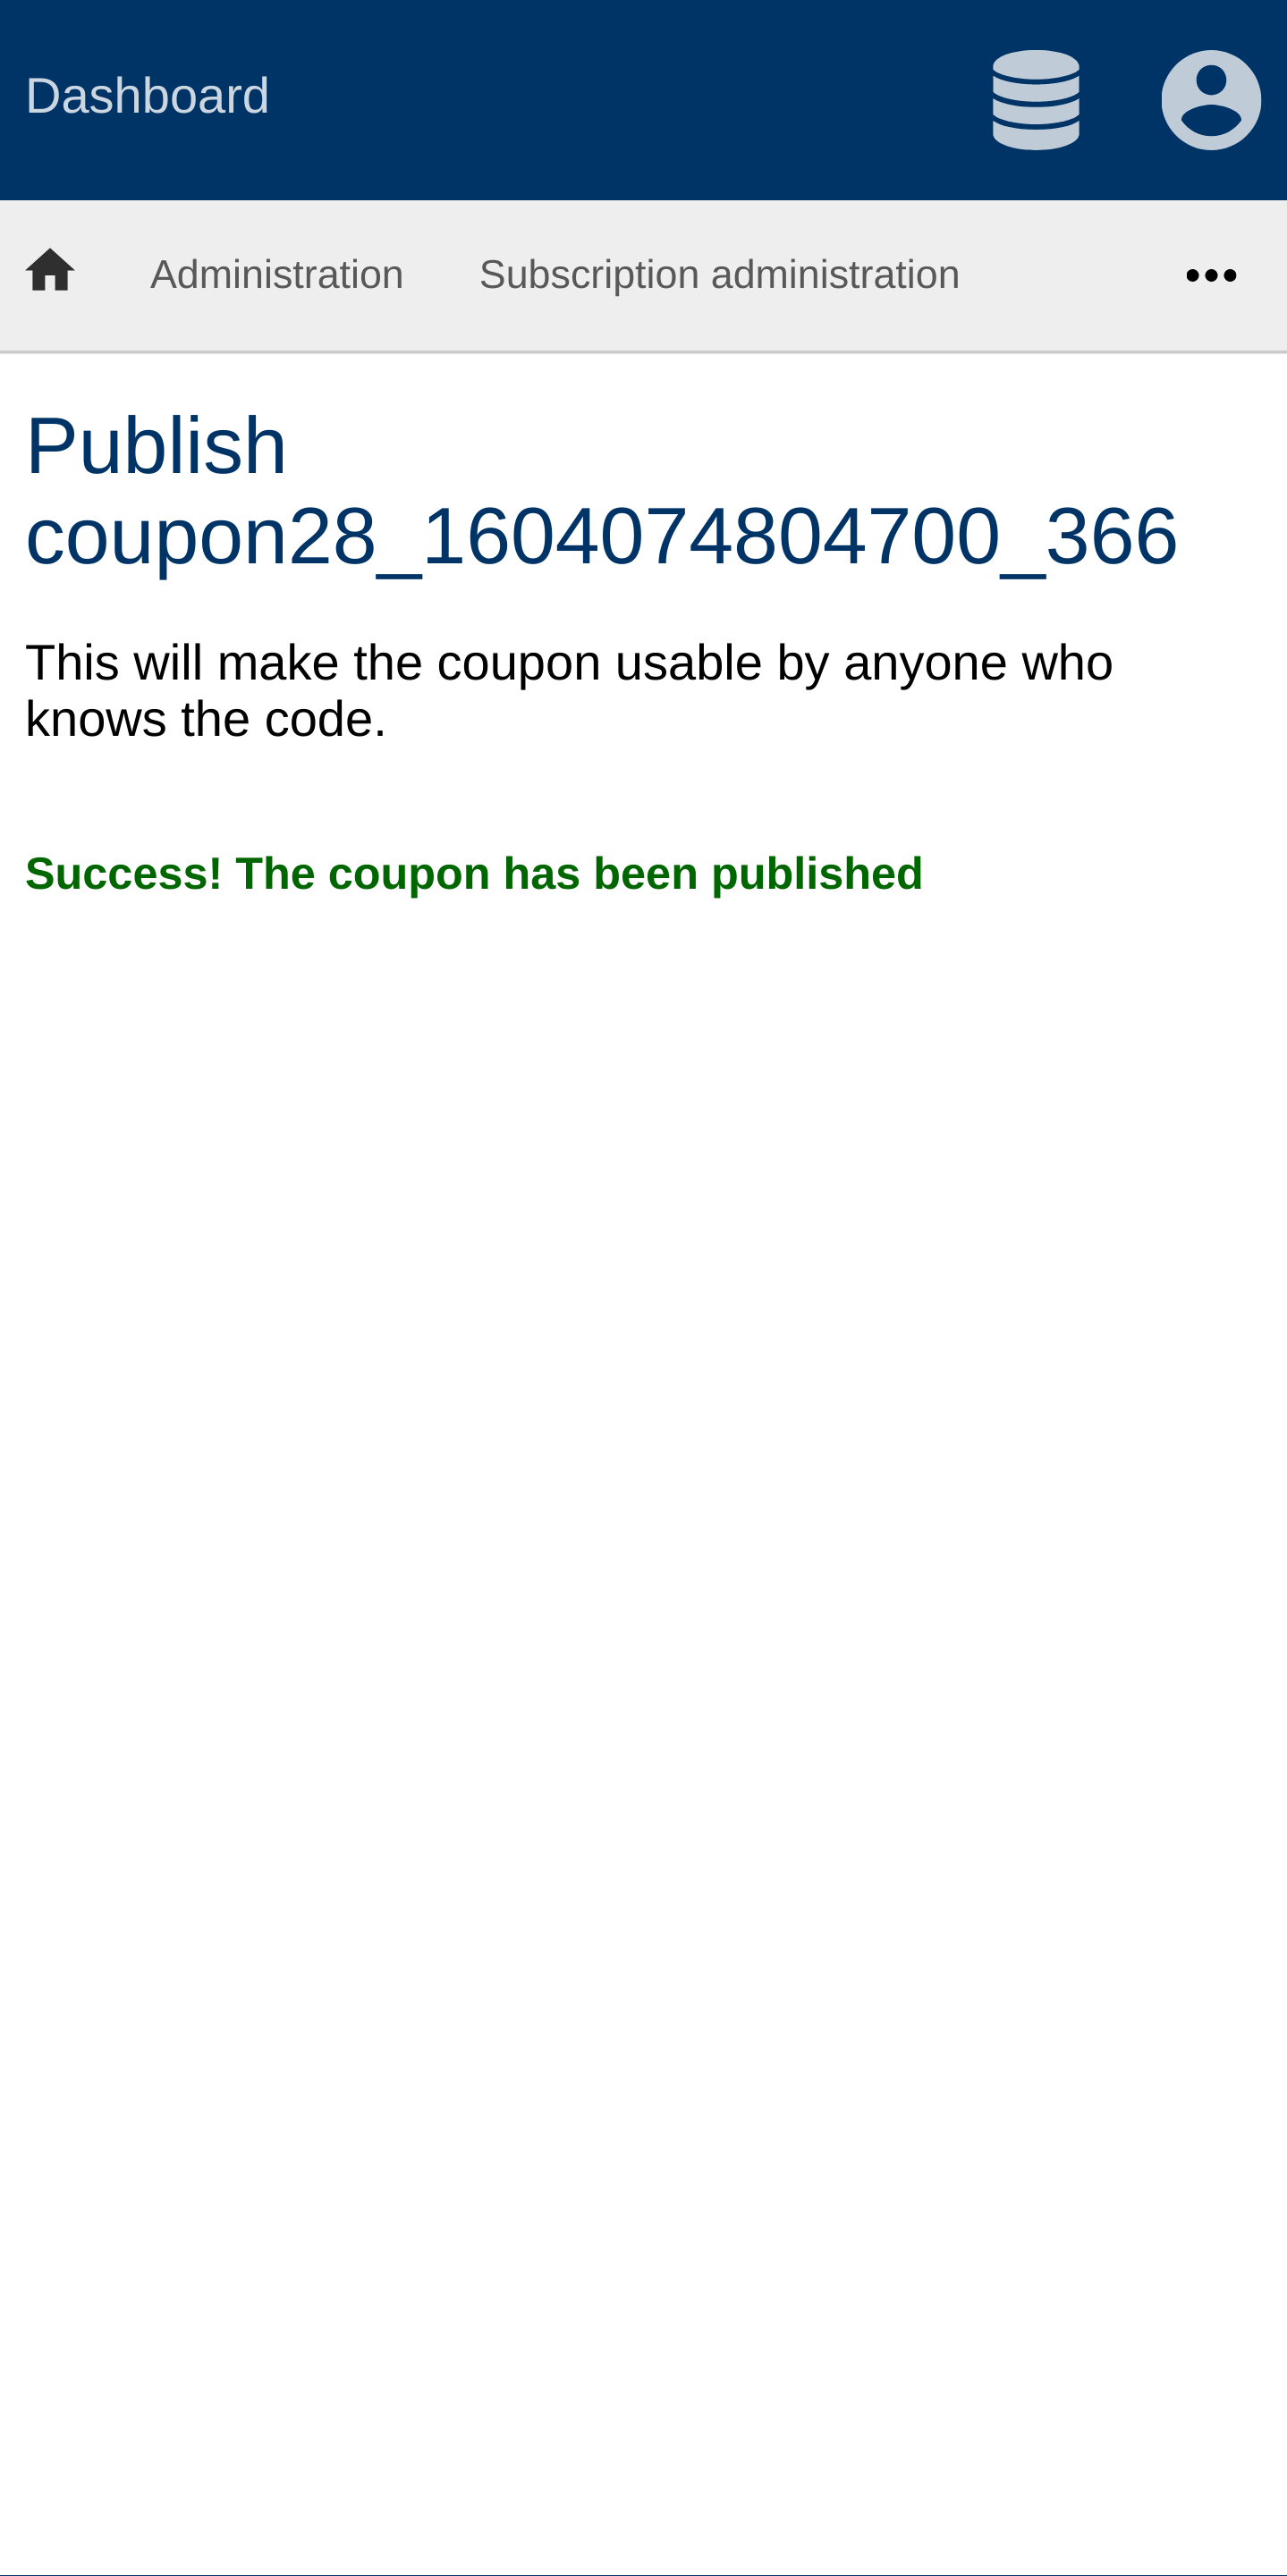 Dashboard
Administration
Subscription administration
Publish
coupon28_1604074804700_366
This will make the coupon usable by anyone who
knows the code.
Success! The coupon has been published